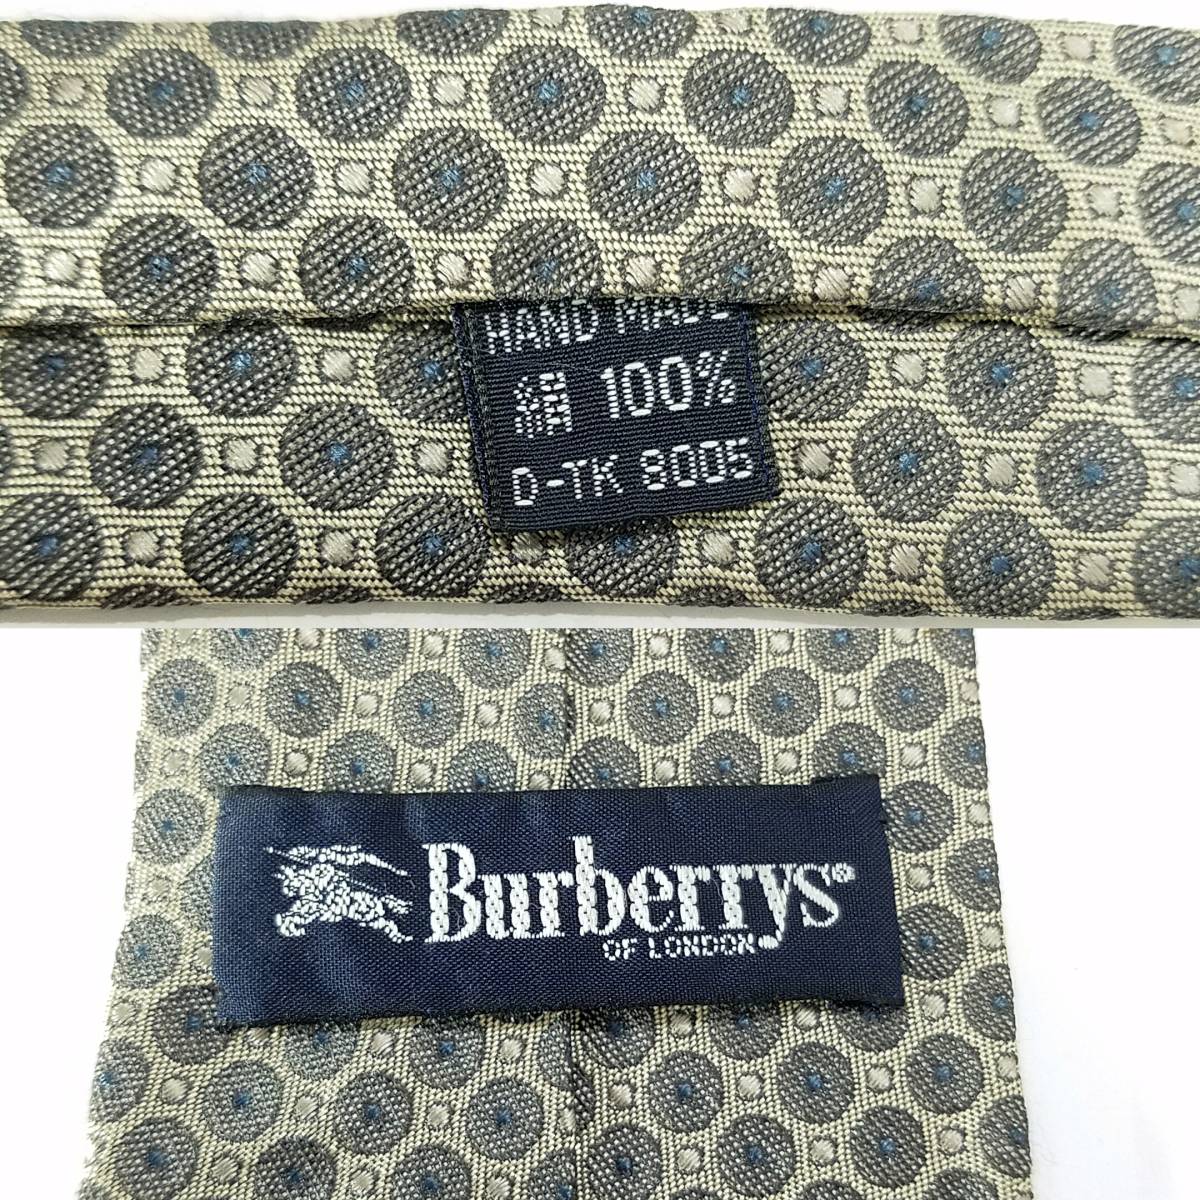 HAND MADE
絹 100%
D-TK 8005
Burberrys®
OF LONDON